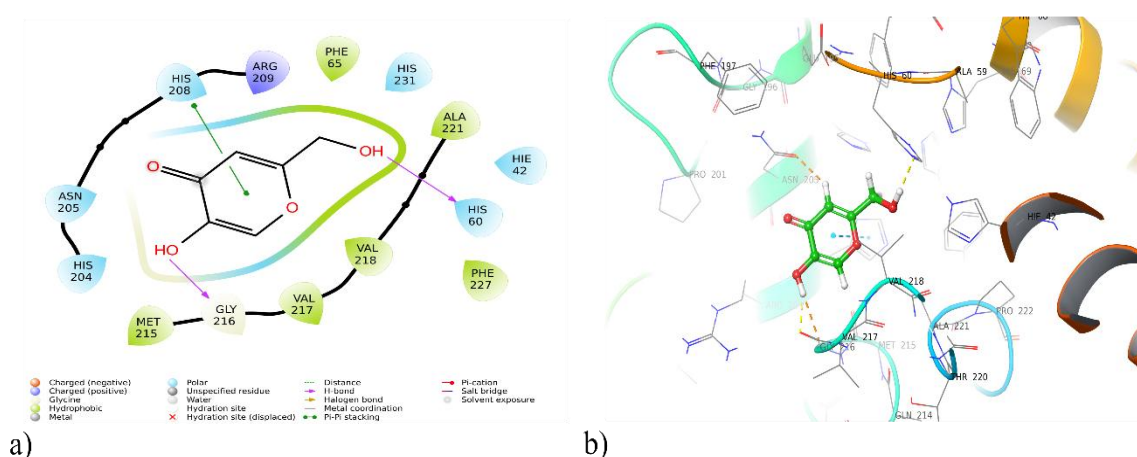 HIS
208
ARG
209
PHE
65
HIS
231
ALA
221
HIE
42
HIS
60
PHE
227
VAL
218
VAL
217
GLY
216
MET
215
HIS
204
ASN
205
O
O
OH
HO
Charged (negative)
Charged (positive)
Glycine
Hydrophobic
Metal
Polar
Unspecified residue
Water
Hydration site
Hydration site (displaced)
Distance
H-bond
Halogen bond
Metal coordination
Pi-Pi stacking
Pi-cation
Salt bridge
Solvent exposure
a)
PHE 197
GLY 196
HIS 60
ALA 59
69
PRO 201
ASN 205
HIE 42
VAL 218
ALA 221
PRO 222
VAL 217
MET 215
THR 220
GLN 214
b)